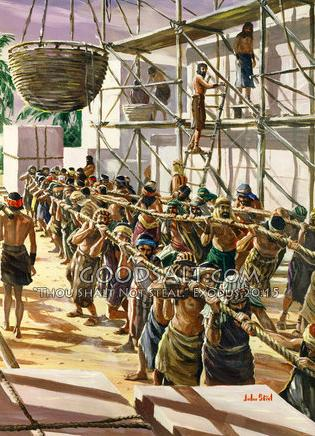 GOODSALT.COM
"THOU SHALT NOT STEAL." EXODUS 20:15
John Steel